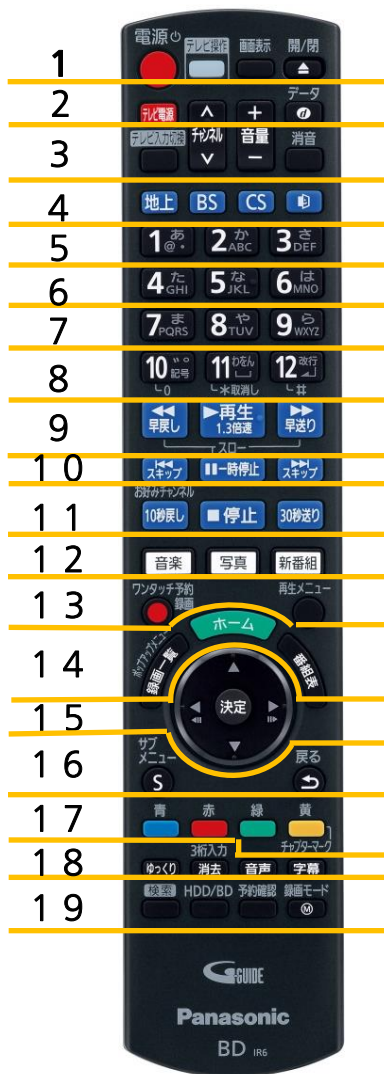 電源 テレビ操作 画面表示 開/閉
1
データ
2 テレビ電源 + d
テレビ入力切換 チャンネル 音量 消音
3 −
4 地上 BS CS
5 1 あ @・ 2 か ABC 3 さ DEF
6 4 た GHI 5 な JKL 6 は MNO
7 7 ま PQRS 8 や TUV 9 ら WXYZ
8 10 ゛゜ 記号 11 わをん 12 改行
0 ＊取消し #
9 早戻し 再生 1.3倍速 早送り
スロー
10 スキップ 一時停止 スキップ
お好みチャンネル
11 10秒戻し 停止 30秒送り
12 音楽 写真 新番組
ワンタッチ予約録画 再生メニュー
13 ホーム
ポップアップメニュー
14 録画一覧 番組表
15 決定
サブメニュー 戻る
16 S
青 赤 緑 黄
17
3桁入力 チャプターマーク
18 ゆっくり 消去 音声 字幕
検索 HDD/BD 予約確認 録画モード
19 M
G-GUIDE
Panasonic
BD IR6